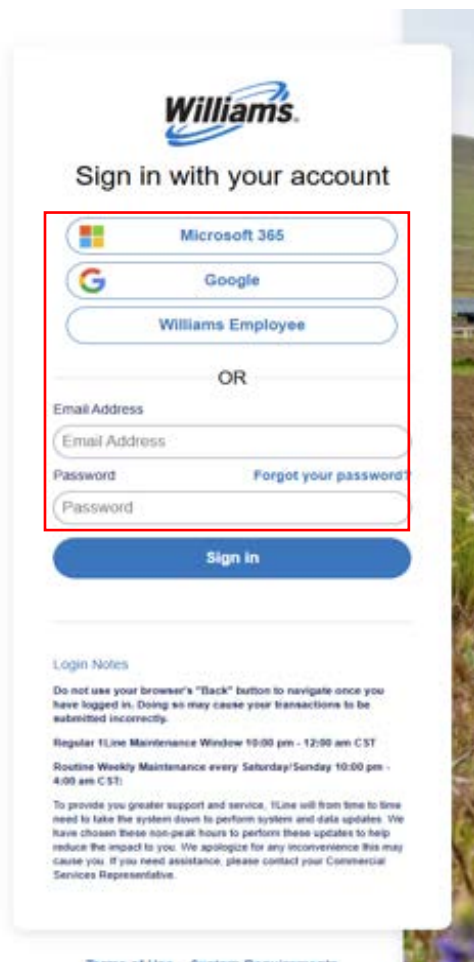 Williams.
Sign in with your account
Microsoft 365
Google
Williams Employee
OR
Email Address
Email Address
Password Forgot your password?
Password
Sign in
Login Notes
Do not use your browser's "Back" button to navigate once you
have logged in. Doing so may cause your transactions to be
submitted incorrectly.
Regular 1Line Maintenance Window 10:00 pm - 12:00 am CST
Routine Weekly Maintenance every Saturday/Sunday 10:00 pm -
4:00 am CST:
To provide you greater support and service, 1Line will from time to time
need to take the system down to perform system and data updates. We
have chosen these non-peak hours to perform these updates to help
reduce the impact to you. We apologize for any inconvenience this may
cause you. If you need assistance, please contact your Commercial
Services Representative.
Terms of Use System Requirements